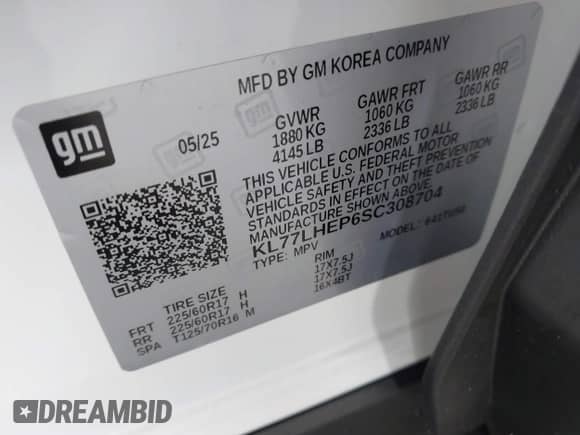 MFD BY GM KOREA COMPANY
gm
05/25
GVWR
1880 KG
4145 LB
GAWR FRT
1060 KG
2336 LB
GAWR RR
1060 KG
2336 LB
THIS VEHICLE CONFORMS TO ALL
APPLICABLE U.S. FEDERAL MOTOR
VEHICLE SAFETY AND THEFT PREVENTION
STANDARDS IN EFFECT ON THE DATE OF
MANUFACTURE SHOWN ABOVE.
KL77LHEP6SC308704
TYPE: MPV
MODEL:
TIRE SIZE
RIM
FRT 225/60R17 H 17X7.5J
RR 225/60R17 H 17X7.5J
SPA T125/70R16 M 16X4BT
DREAMBID